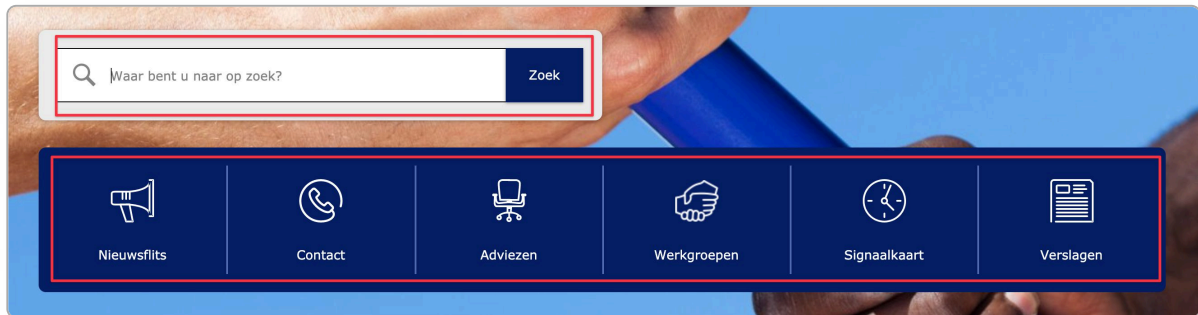 Waar bent u naar op zoek?
Zoek
Nieuwsflits
Contact
Adviezen
Werkgroepen
Signaalkaart
Verslagen